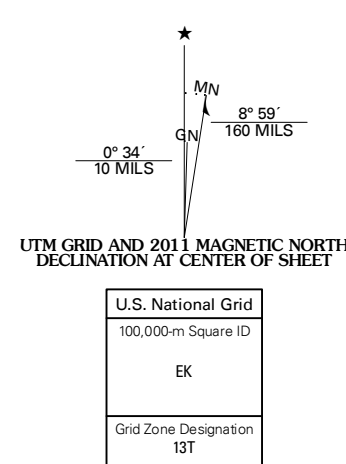 ★
MN
GN
8° 59´
160 MILS
0° 34´
10 MILS
UTM GRID AND 2011 MAGNETIC NORTH
DECLINATION AT CENTER OF SHEET
U.S. National Grid
100,000-m Square ID
EK
Grid Zone Designation
13T